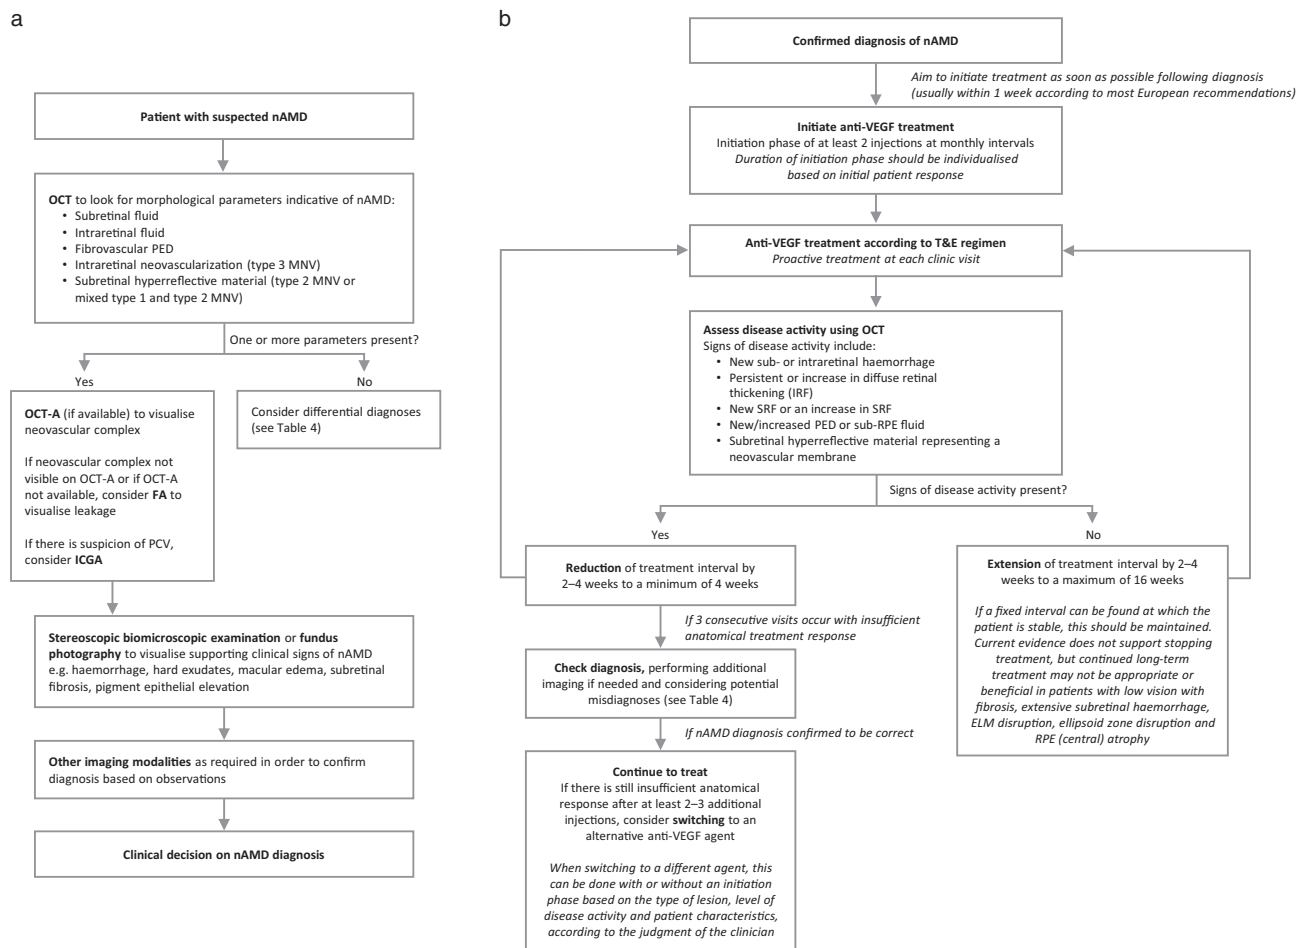 a
Patient with suspected nAMD
OCT to look for morphological parameters indicative of nAMD:
• Subretinal fluid
• Intraretinal fluid
• Fibrovascular PED
• Intraretinal neovascularization (type 3 MNV)
• Subretinal hyperreflective material (type 2 MNV or
mixed type 1 and type 2 MNV)
One or more parameters present?
Yes
No
OCT-A (if available) to visualise
neovascular complex
If neovascular complex not
visible on OCT-A or if OCT-A
not available, consider FA to
visualise leakage
If there is suspicion of PCV,
consider ICGA
Consider differential diagnoses
(see Table 4)
Stereoscopic biomicroscopic examination or fundus
photography to visualise supporting clinical signs of nAMD
e.g. haemorrhage, hard exudates, macular edema, subretinal
fibrosis, pigment epithelial elevation
Other imaging modalities as required in order to confirm
diagnosis based on observations
Clinical decision on nAMD diagnosis
b
Confirmed diagnosis of nAMD
Aim to initiate treatment as soon as possible following diagnosis
(usually within 1 week according to most European recommendations)
Initiate anti-VEGF treatment
Initiation phase of at least 2 injections at monthly intervals
Duration of initiation phase should be individualised
based on initial patient response
Anti-VEGF treatment according to T&E regimen
Proactive treatment at each clinic visit
Assess disease activity using OCT
Signs of disease activity include:
• New sub- or intraretinal haemorrhage
• Persistent or increase in diffuse retinal
thickening (IRF)
• New SRF or an increase in SRF
• New/increased PED or sub-RPE fluid
• Subretinal hyperreflective material representing a
neovascular membrane
Signs of disease activity present?
Yes
No
Reduction of treatment interval by
2–4 weeks to a minimum of 4 weeks
If 3 consecutive visits occur with insufficient
anatomical treatment response
Check diagnosis, performing additional
imaging if needed and considering potential
misdiagnoses (see Table 4)
If nAMD diagnosis confirmed to be correct
Continue to treat
If there is still insufficient anatomical
response after at least 2–3 additional
injections, consider switching to an
alternative anti-VEGF agent
When switching to a different agent, this
can be done with or without an initiation
phase based on the type of lesion, level of
disease activity and patient characteristics,
according to the judgment of the clinician
Extension of treatment interval by 2–4
weeks to a maximum of 16 weeks
If a fixed interval can be found at which the
patient is stable, this should be maintained.
Current evidence does not support stopping
treatment, but continued long-term
treatment may not be appropriate or
beneficial in patients with low vision with
fibrosis, extensive subretinal haemorrhage,
ELM disruption, ellipsoid zone disruption and
RPE (central) atrophy